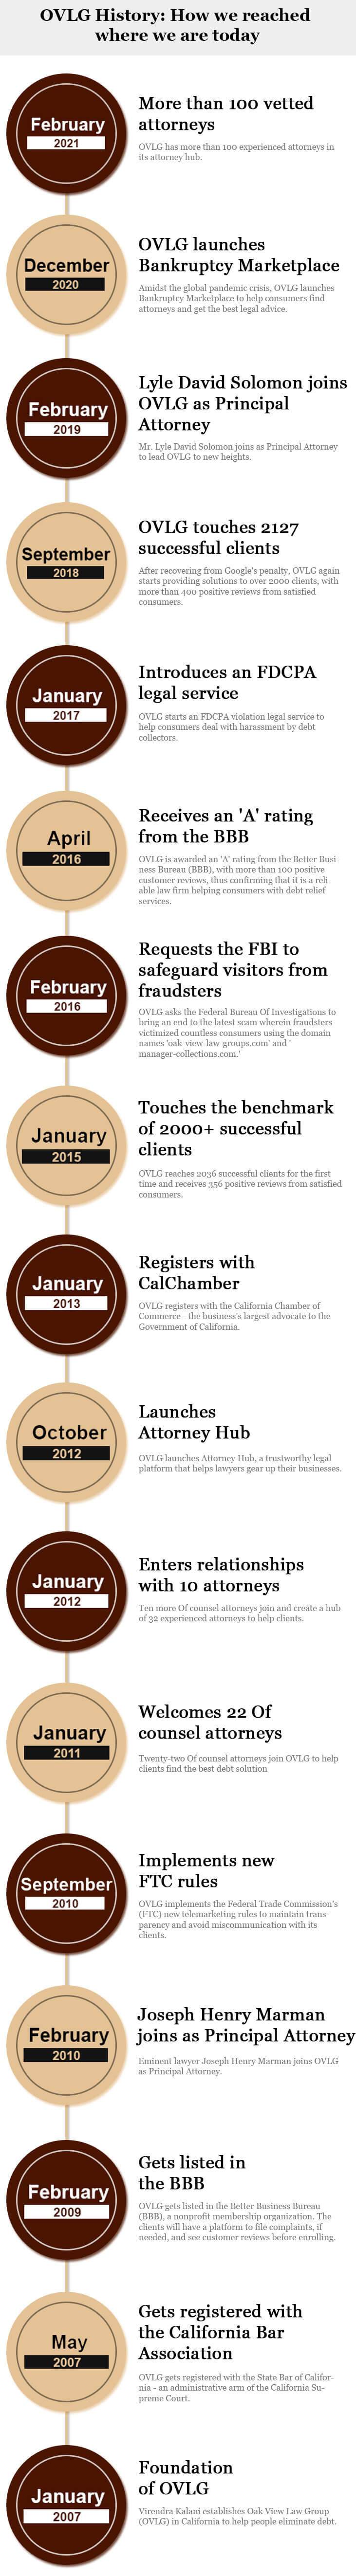 OVLG History: How we reached
where we are today
February
2021
More than 100 vetted
attorneys
OVLG has more than 100 experienced attorneys in
its attorney hub.
December
2020
OVLG launches
Bankruptcy Marketplace
Amidst the global pandemic crisis, OVLG launches
Bankruptcy Marketplace to help consumers find
attorneys and get the best legal advice.
February
2019
Lyle David Solomon joins
OVLG as Principal
Attorney
Mr. Lyle David Solomon joins as Principal Attorney
to lead OVLG to new heights.
September
2018
OVLG touches 2127
successful clients
After recovering from Google's penalty, OVLG again
starts providing solutions to over 2000 clients, with
more than 400 positive reviews from satisfied
consumers.
January
2017
Introduces an FDCPA
legal service
OVLG starts an FDCPA violation legal service to
help consumers deal with harassment by debt
collectors.
April
2016
Receives an 'A' rating
from the BBB
OVLG is awarded an 'A' rating from the Better Busi-
ness Bureau (BBB), with more than 100 positive
customer reviews, thus confirming that it is a reli-
able law firm helping consumers with debt relief
services.
February
2016
Requests the FBI to
safeguard visitors from
fraudsters
OVLG asks the Federal Bureau Of Investigations to
bring an end to the latest scam wherein fraudsters
victimized countless consumers using the domain
names 'oak-view-law-groups.com' and '
manager-collections.com.'
January
2015
Touches the benchmark
of 2000+ successful
clients
OVLG reaches 2036 successful clients for the first
time and receives 356 positive reviews from satisfied
consumers.
January
2013
Registers with
CalChamber
OVLG registers with the California Chamber of
Commerce - the business's largest advocate to the
Government of California.
October
2012
Launches
Attorney Hub
OVLG launches Attorney Hub, a trustworthy legal
platform that helps lawyers gear up their businesses.
January
2012
Enters relationships
with 10 attorneys
Ten more Of counsel attorneys join and create a hub
of 32 experienced attorneys to help clients.
January
2011
Welcomes 22 Of
counsel attorneys
Twenty-two Of counsel attorneys join OVLG to help
clients find the best debt solution
September
2010
Implements new
FTC rules
OVLG implements the Federal Trade Commission's
(FTC) new telemarketing rules to maintain trans-
parency and avoid miscommunication with its
clients.
February
2010
Joseph Henry Marman
joins as Principal Attorney
Eminent lawyer Joseph Henry Marman joins OVLG
as Principal Attorney.
February
2009
Gets listed in
the BBB
OVLG gets listed in the Better Business Bureau
(BBB), a nonprofit membership organization. The
clients will have a platform to file complaints, if
needed, and see customer reviews before enrolling.
May
2007
Gets registered with
the California Bar
Association
OVLG gets registered with the State Bar of Califor-
nia - an administrative arm of the California Su-
preme Court.
January
2007
Foundation
of OVLG
Virendra Kalani establishes Oak View Law Group
(OVLG) in California to help people eliminate debt.